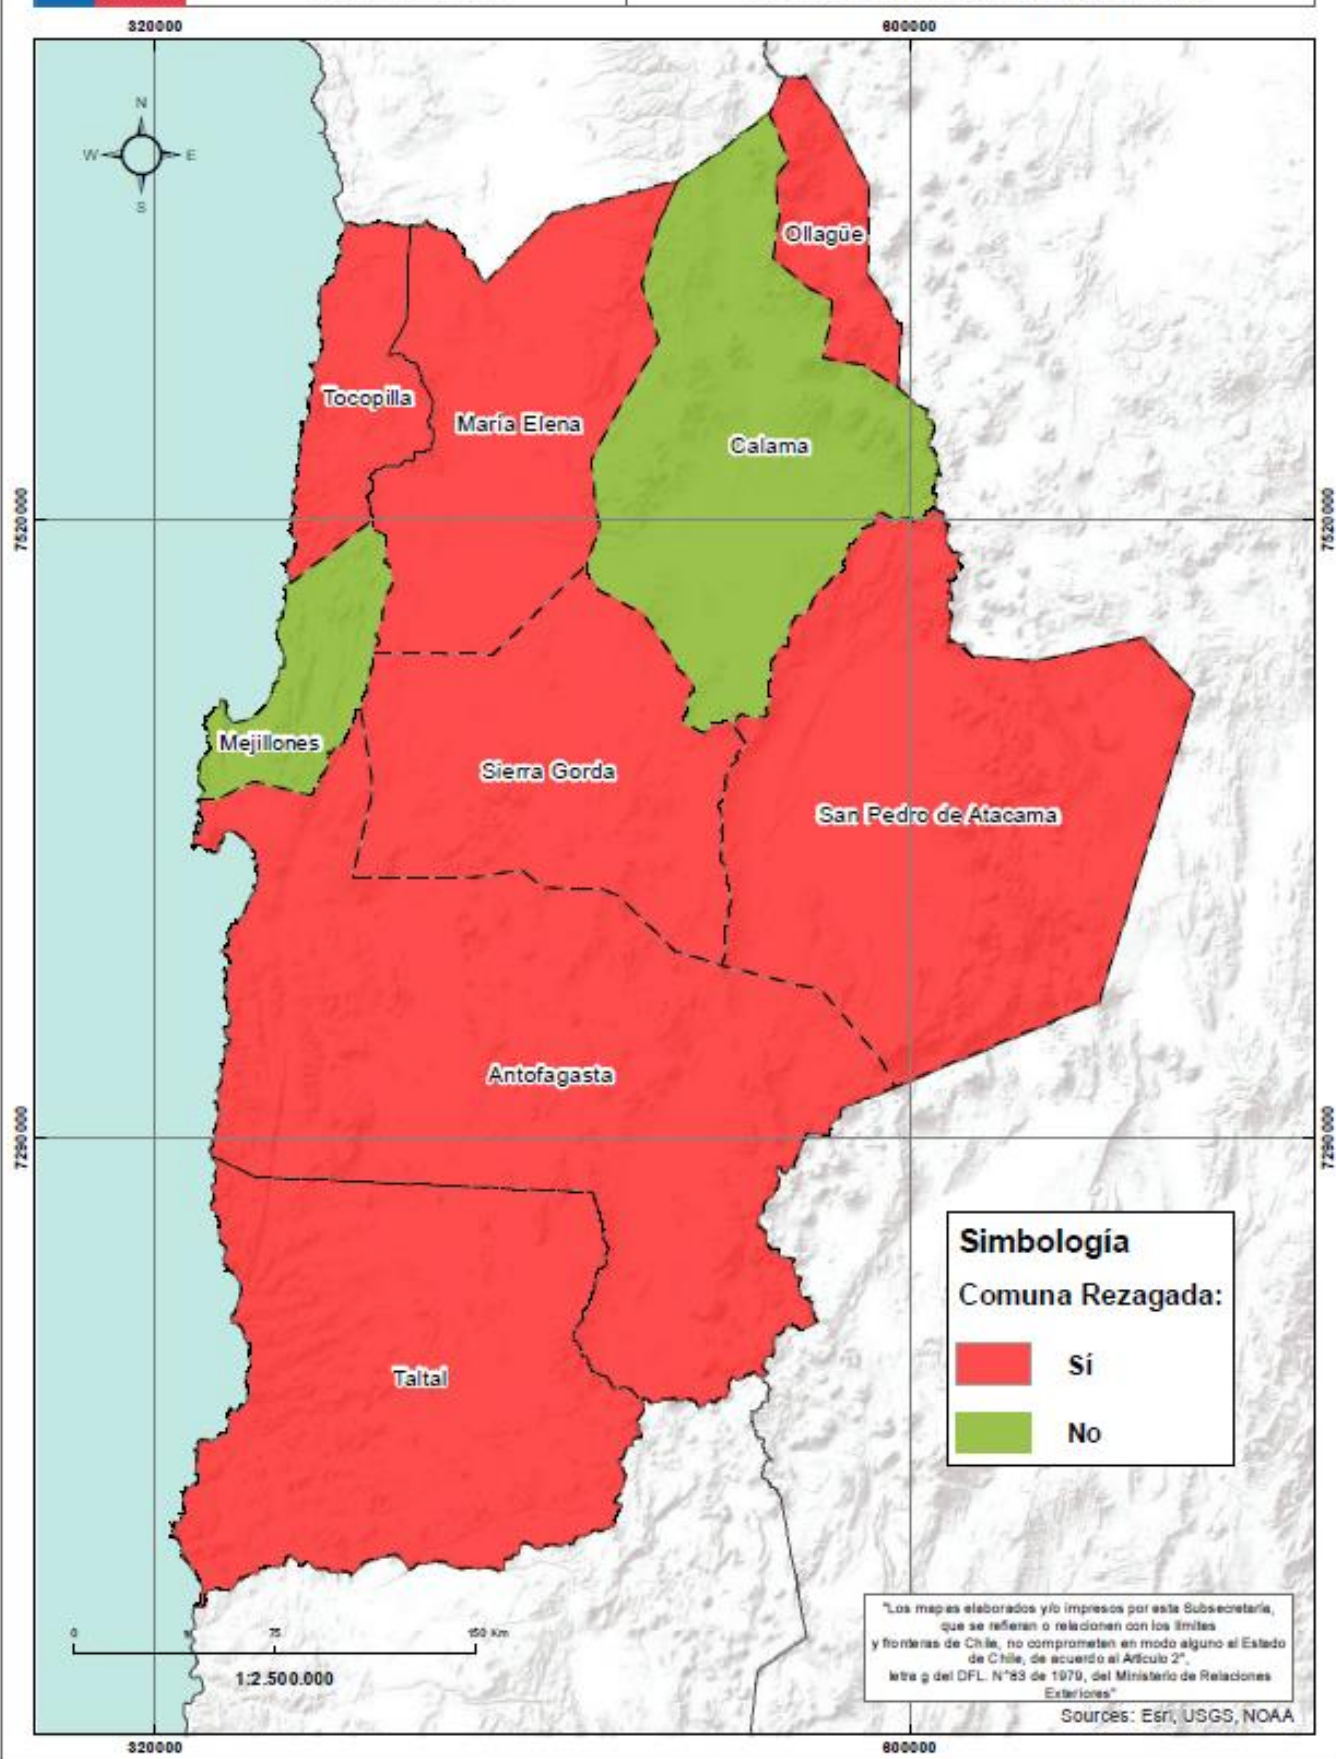 320000
600000
N
W
E
S
Ollagüe
Tocopilla
María Elena
Calama
7520000
7520000
Mejillones
Sierra Gorda
San Pedro de Atacama
Antofagasta
7290000
7290000
Simbología
Comuna Rezagada:
Sí
No
Taltal
"Los mapas elaborados y/o impresos por esta Subsecretaría,
que se refieran o relacionen con los límites
y fronteras de Chile, no comprometen en modo alguno al Estado
de Chile, de acuerdo al Artículo 2°,
letra g del DFL. N°83 de 1979, del Ministerio de Relaciones
Exteriores"
0
75
150 Km
1:2.500.000
Sources: Esri, USGS, NOAA
320000
600000